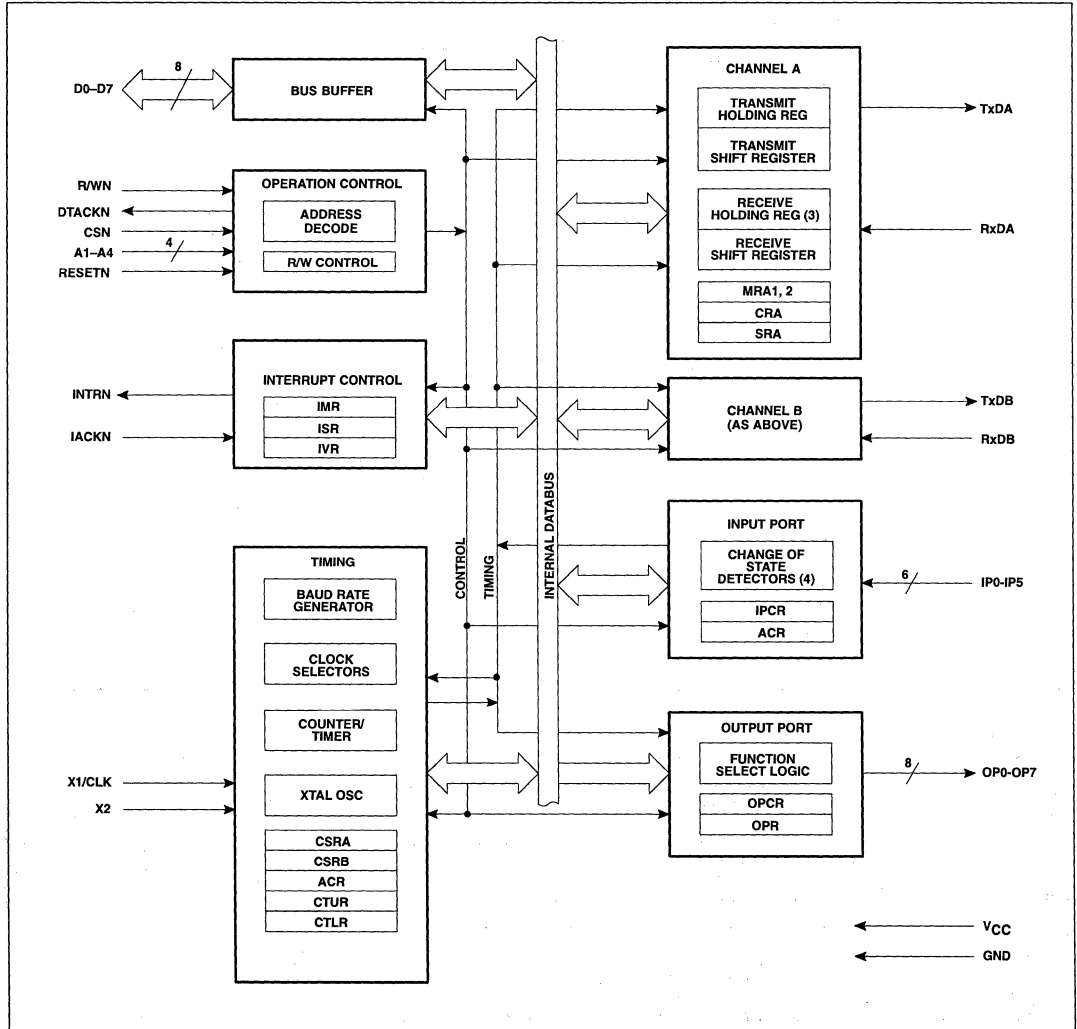 D0–D7
8
BUS BUFFER
R/WN
DTACKN
CSN
A1–A4
4
RESETN
OPERATION CONTROL
ADDRESS
DECODE
R/W CONTROL
INTRN
IACKN
INTERRUPT CONTROL
IMR
ISR
IVR
TIMING
BAUD RATE
GENERATOR
CLOCK
SELECTORS
COUNTER/
TIMER
X1/CLK
X2
XTAL OSC
CSRA
CSRB
ACR
CTUR
CTLR
CONTROL
TIMING
INTERNAL DATABUS
CHANNEL A
TRANSMIT
HOLDING REG
TRANSMIT
SHIFT REGISTER
RECEIVE
HOLDING REG (3)
RECEIVE
SHIFT REGISTER
MRA1, 2
CRA
SRA
TxDA
RxDA
CHANNEL B
(AS ABOVE)
TxDB
RxDB
INPUT PORT
CHANGE OF
STATE
DETECTORS (4)
IPCR
ACR
6
IP0-IP5
OUTPUT PORT
FUNCTION
SELECT LOGIC
OPCR
OPR
8
OP0-OP7
VCC
GND